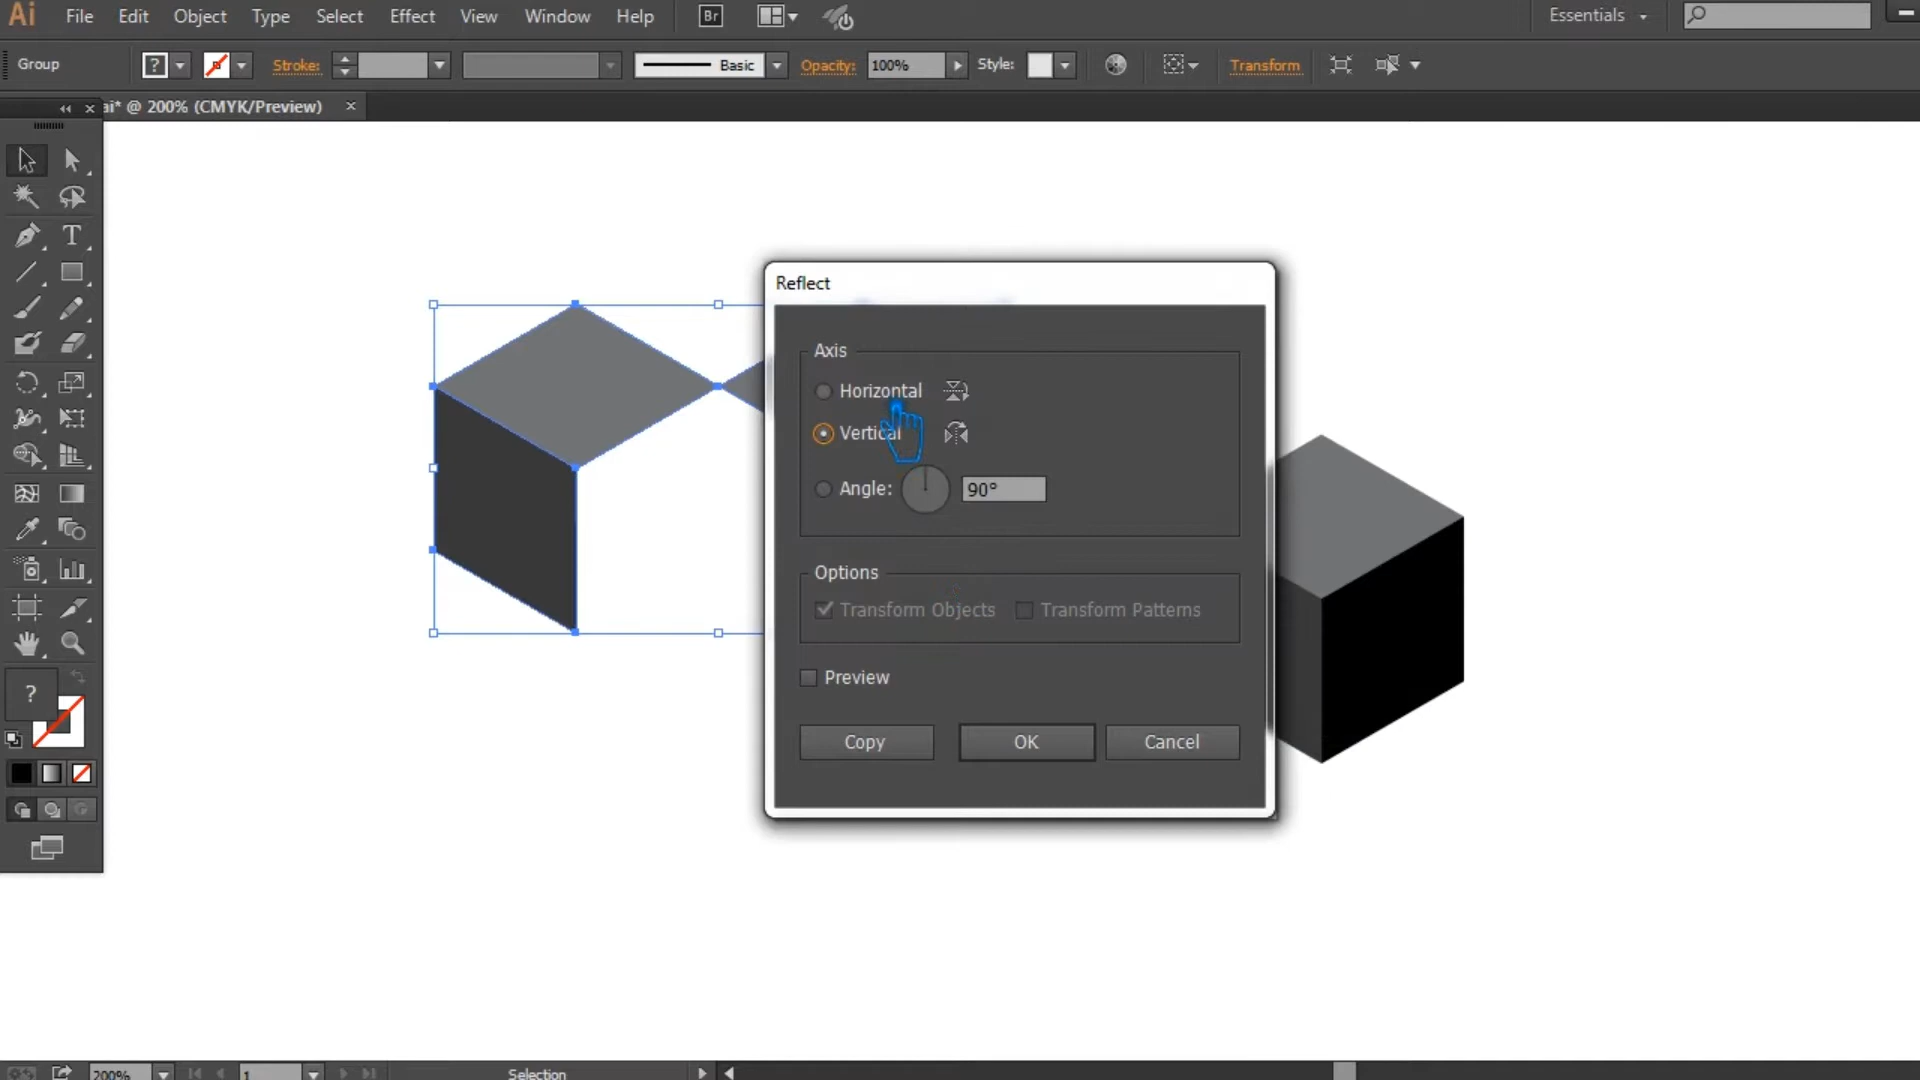 Ai File Edit Object Type Select Effect View Window Help Br Essentials
Group ? Stroke: Basic Opacity: 100% Style: Transform
ai* @ 200% (CMYK/Preview) ×
T
Reflect
Axis
Horizontal
Vertical
Angle: 90°
Options
Transform Objects Transform Patterns
Preview
?
Copy OK Cancel
200% 1 Selection